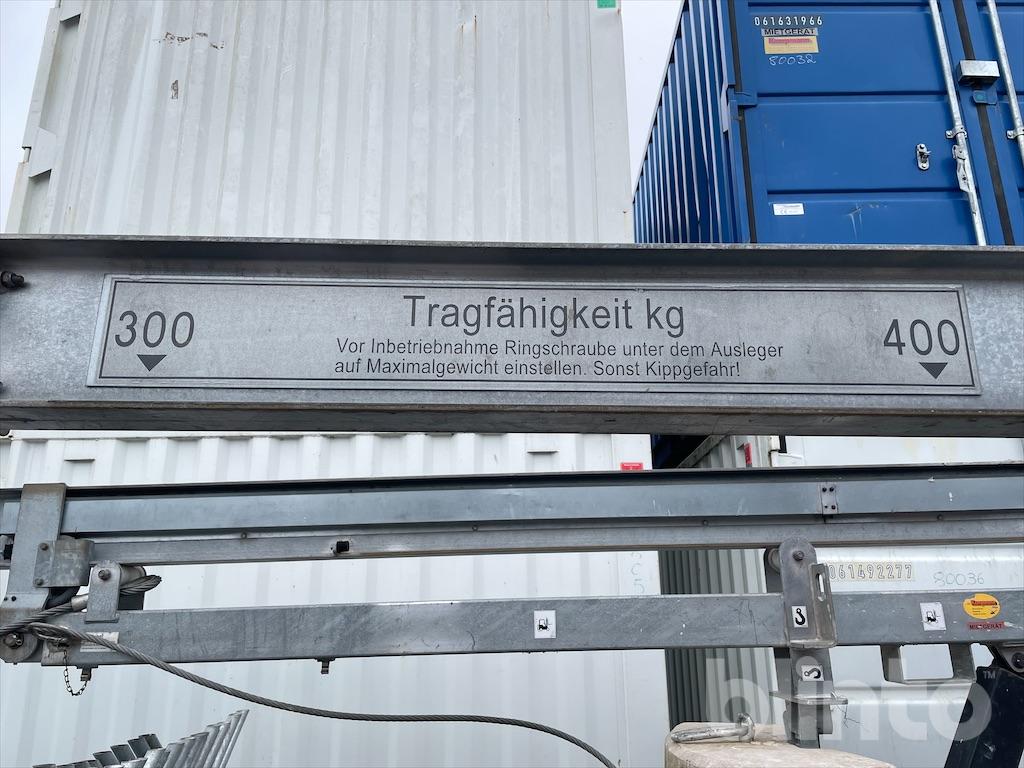 061631966
MIETGERÄT
80032
Tragfähigkeit kg
300
400
Vor Inbetriebnahme Ringschraube unter dem Ausleger
auf Maximalgewicht einstellen. Sonst Kippgefahr!
061492277
80036
MIETGERÄT
blinto™